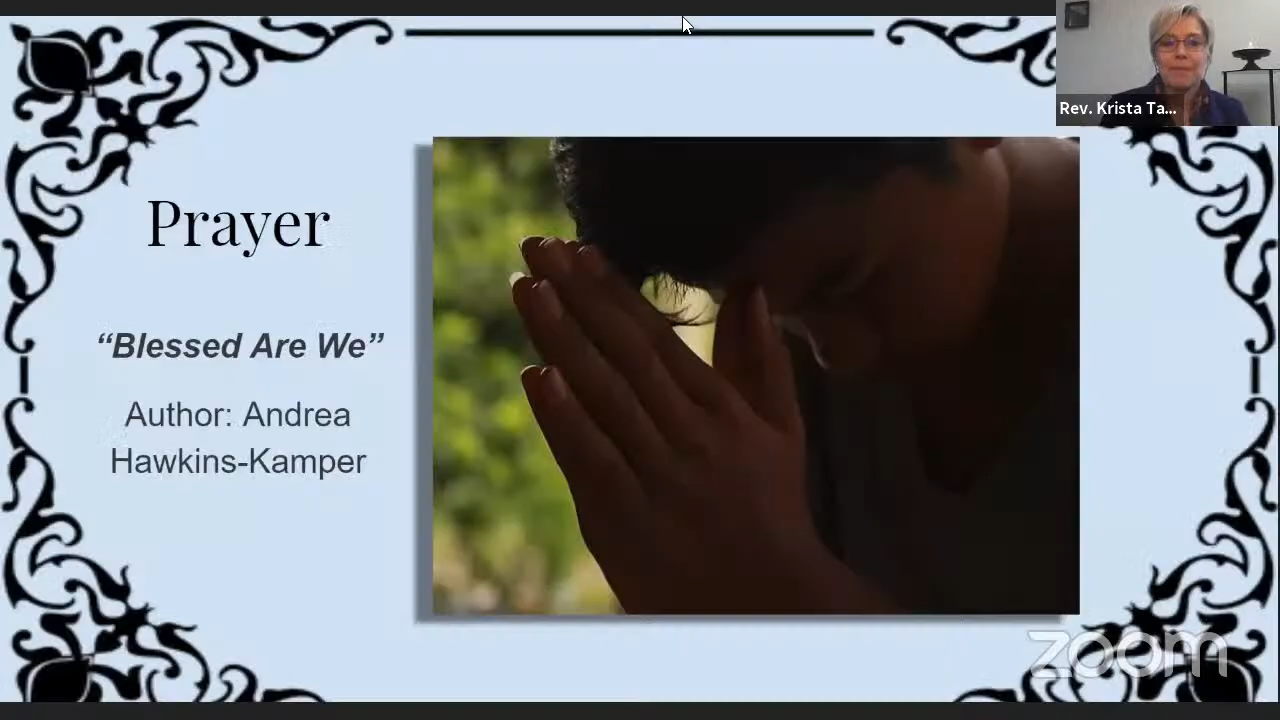 Rev. Krista Ta...
Prayer
“Blessed Are We”
Author: Andrea
Hawkins-Kamper
zoom